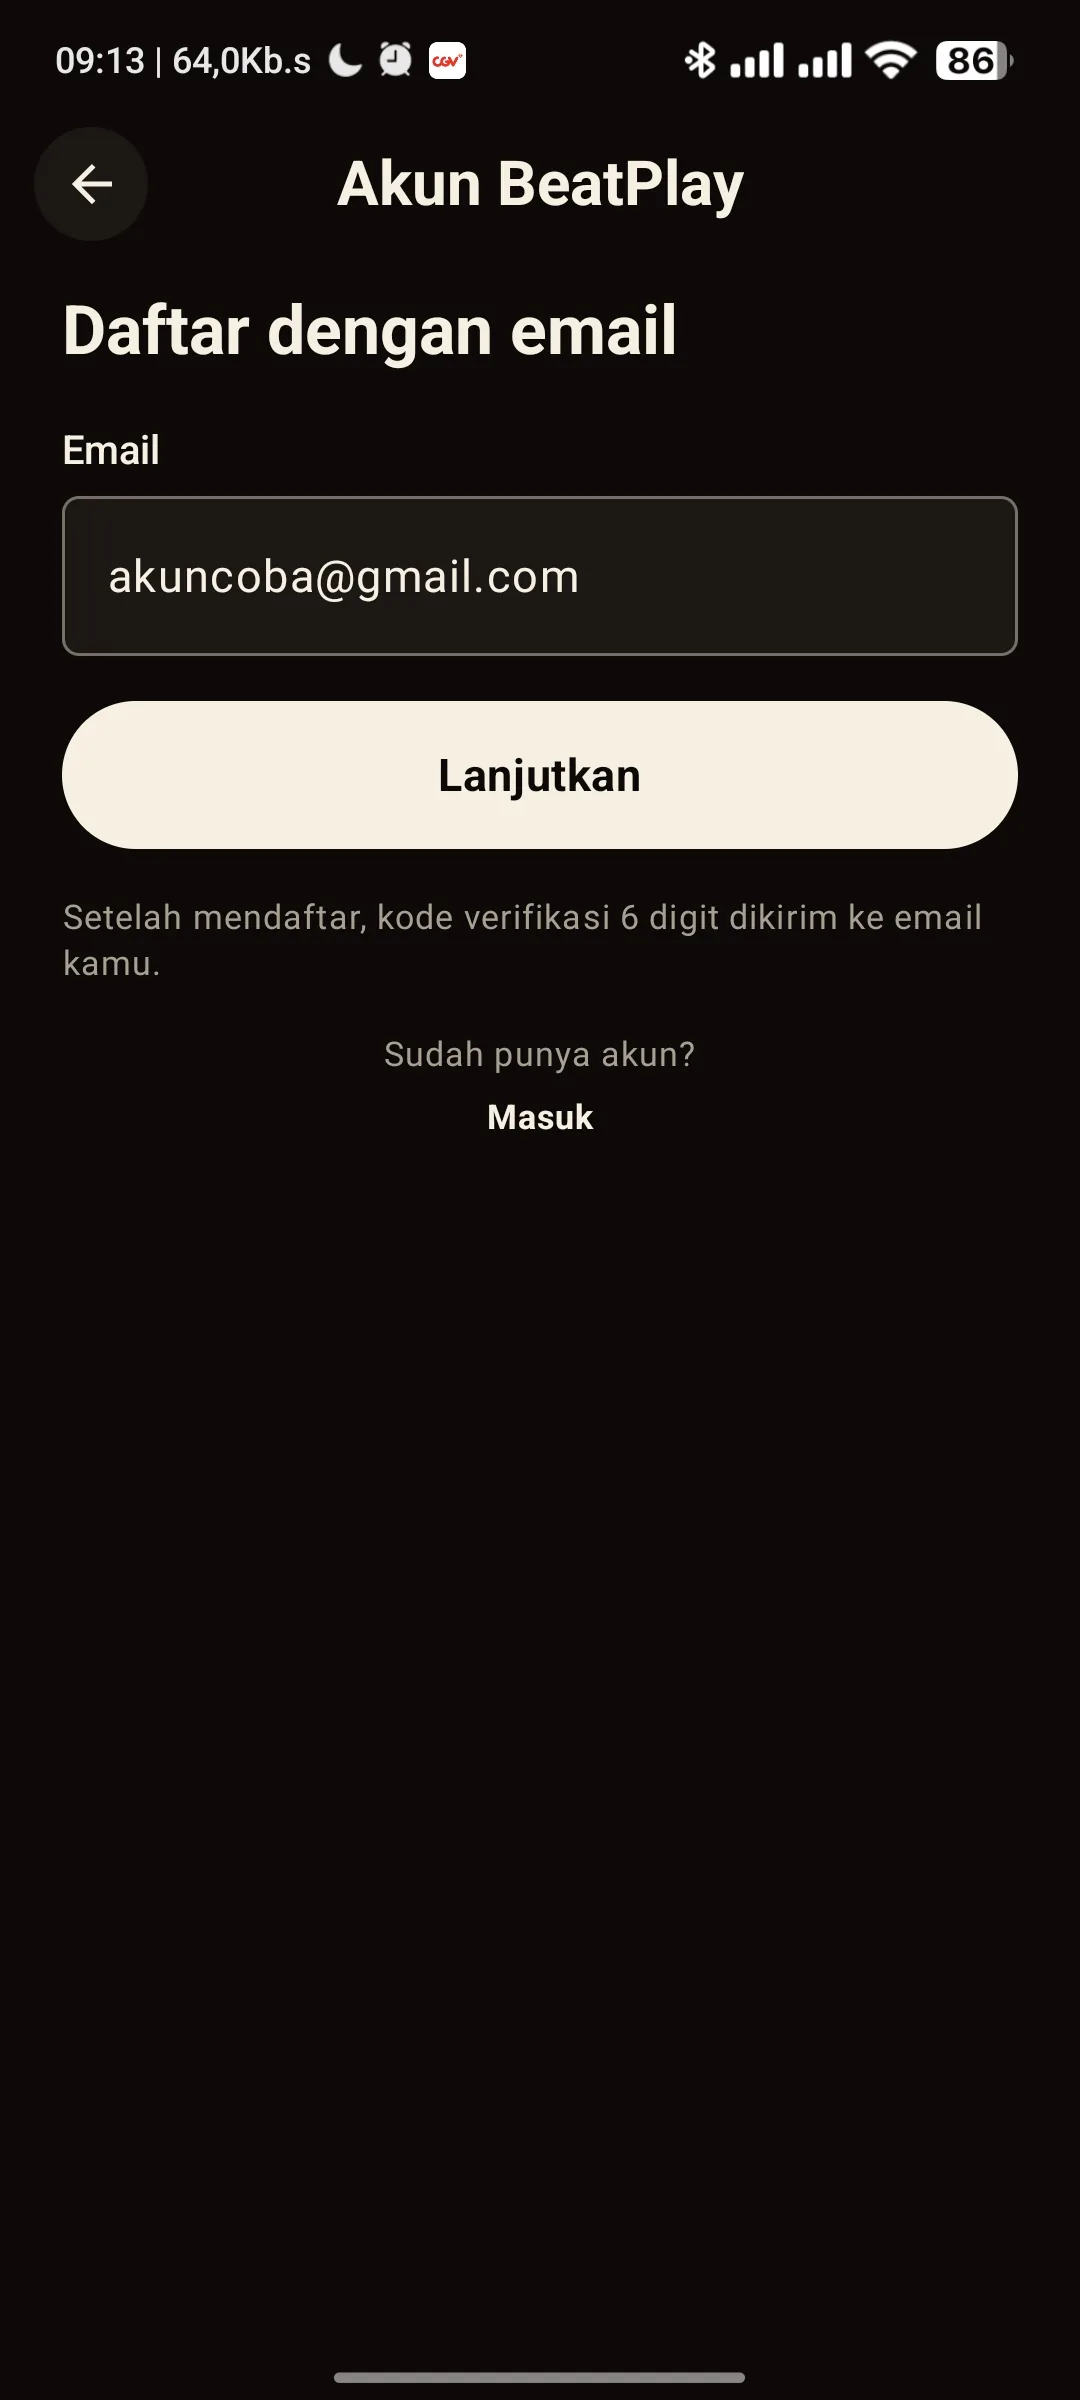 09:13 | 64,0Kb.s CGV 86
Akun BeatPlay
Daftar dengan email
Email
akuncoba@gmail.com
Lanjutkan
Setelah mendaftar, kode verifikasi 6 digit dikirim ke email
kamu.
Sudah punya akun?
Masuk